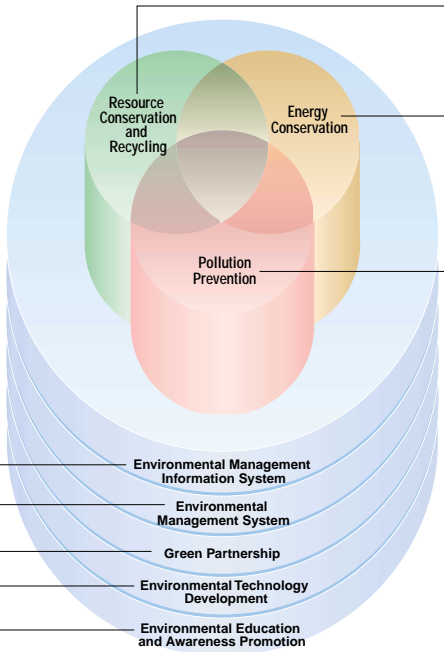 Resource
Conservation
and
Recycling
Energy
Conservation
Pollution
Prevention
Environmental Management
Information System
Environmental
Management System
Green Partnership
Environmental Technology
Development
Environmental Education
and Awareness Promotion